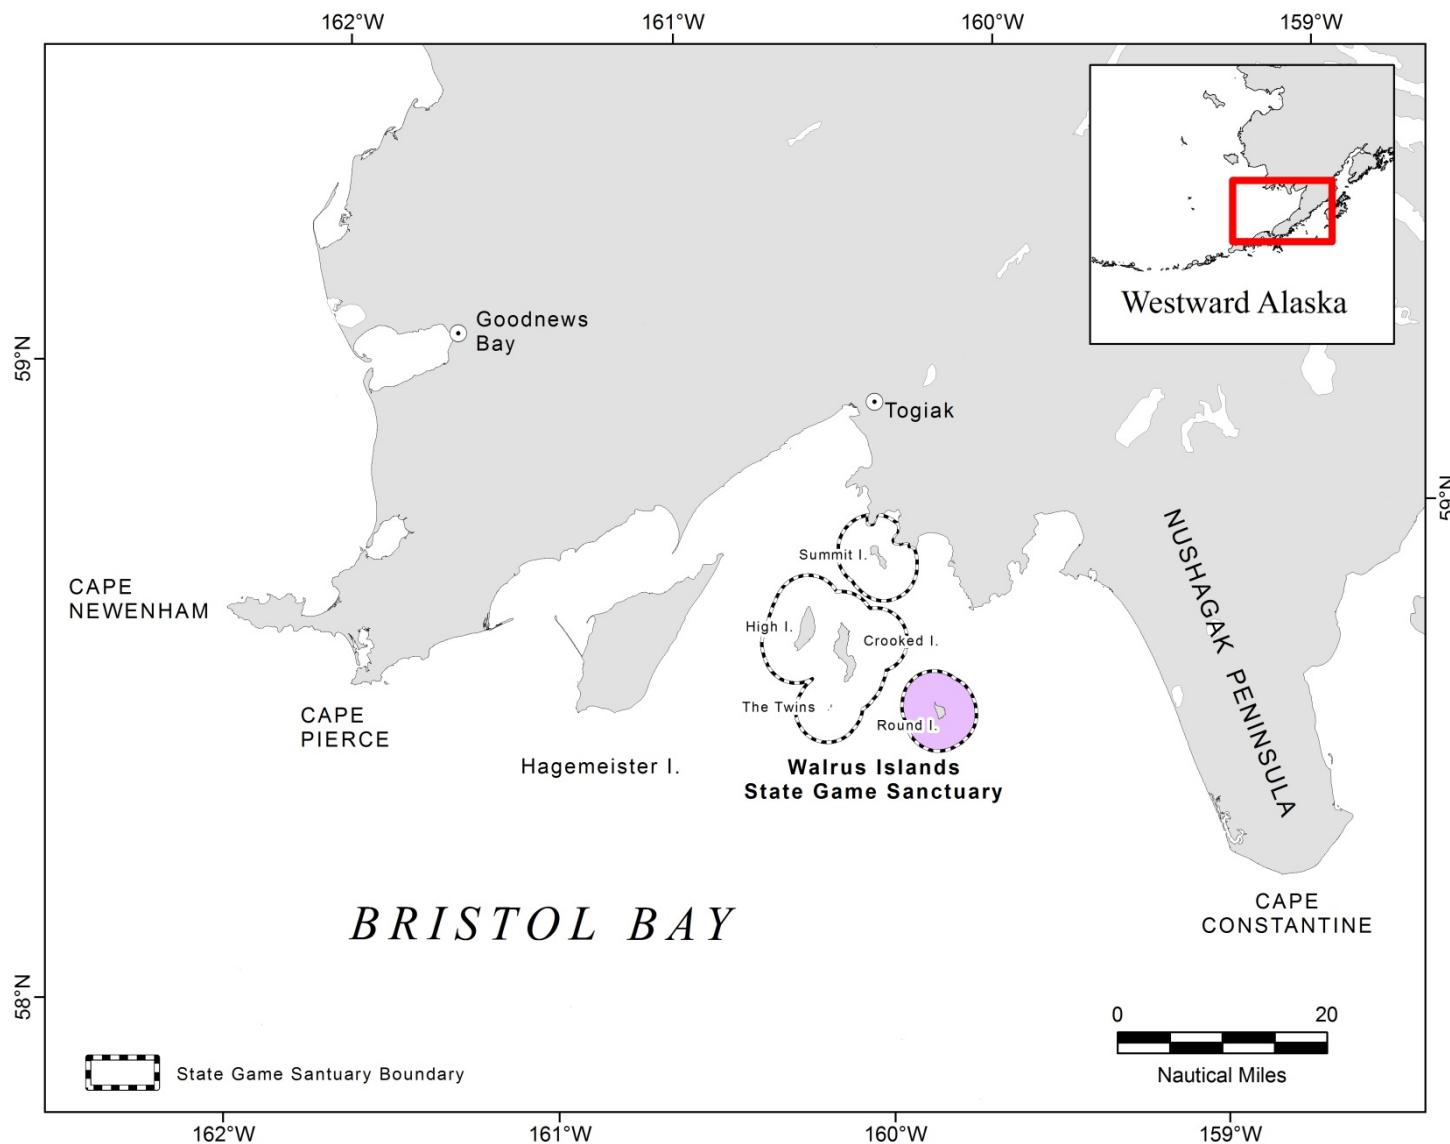 162°W
161°W
160°W
159°W
Westward Alaska
59°N
Goodnews
Bay
Togiak
59°N
NUSHAGAK PENINSULA
Summit I.
CAPE
NEWENHAM
High I.
Crooked I.
CAPE
PIERCE
The Twins
Round I.
Hagemeister I.
Walrus Islands
State Game Sanctuary
CAPE
CONSTANTINE
BRISTOL BAY
58°N
0
20
Nautical Miles
State Game Santuary Boundary
162°W
161°W
160°W
159°W